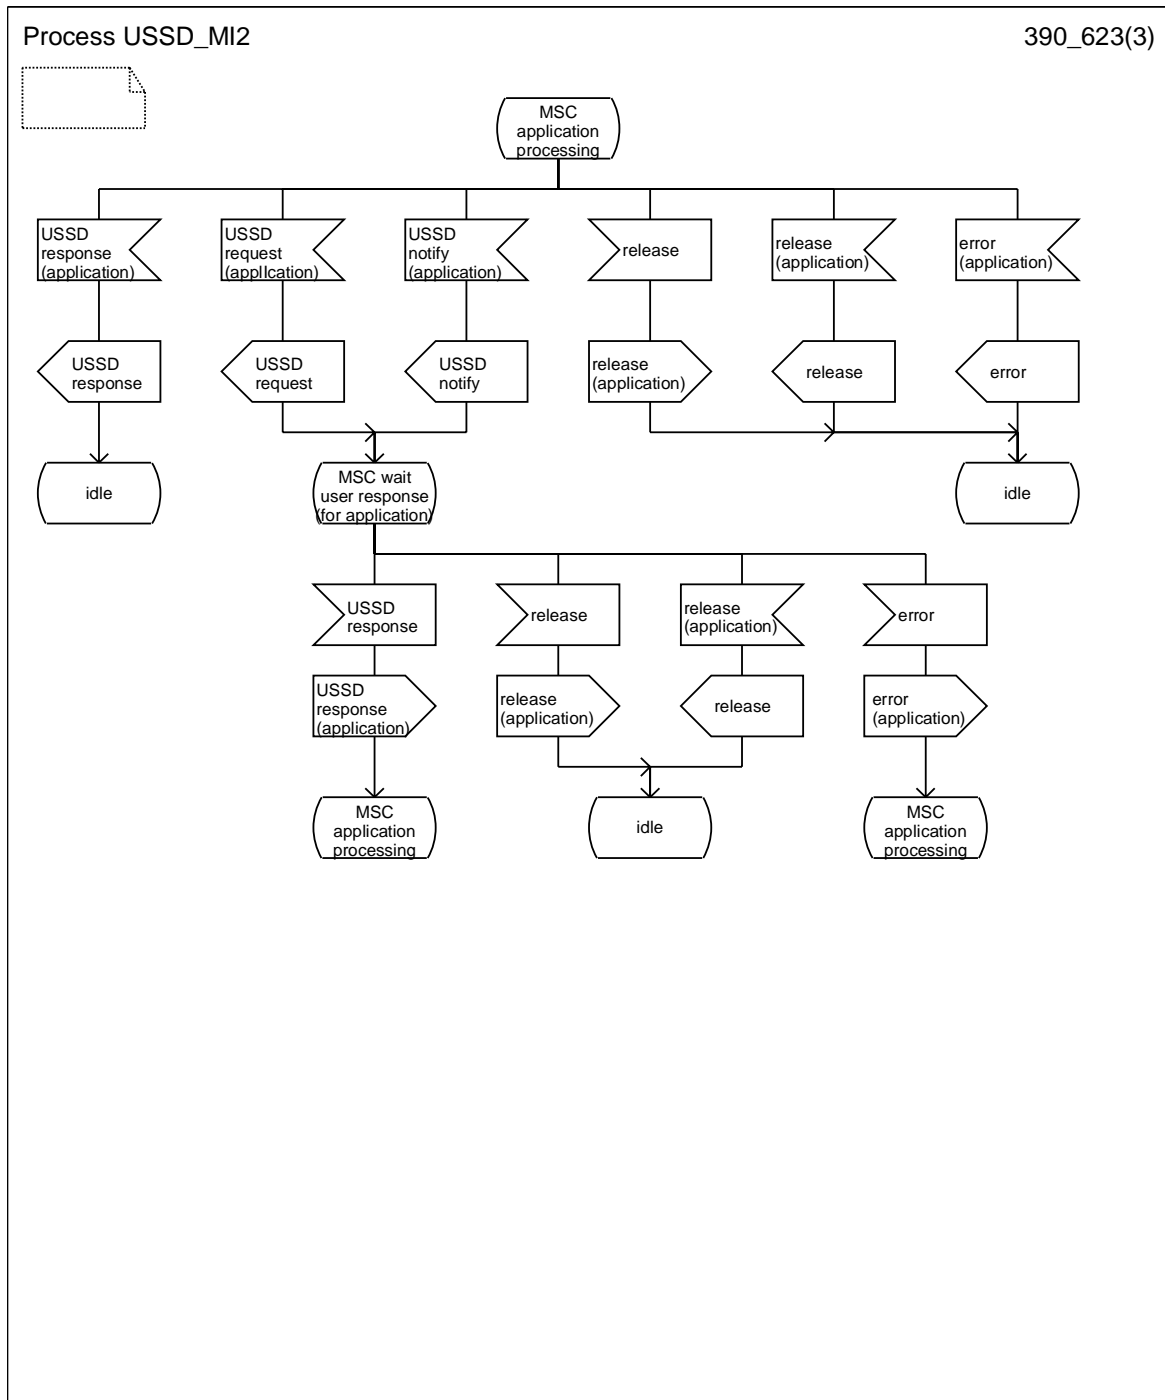 Process USSD_MI2
390_623(3)
MSC
application
processing
USSD
response
(application)
USSD
request
(appIlcation)
USSD
notify
(application)
release
release
(application)
error
(application)
USSD
response
USSD
request
USSD
notify
release
(application)
release
error
idle
MSC wait
user response
(for application)
idle
USSD
response
release
release
(application)
error
USSD
response
(application)
release
(application)
release
error
(application)
MSC
application
processing
idle
MSC
application
processing